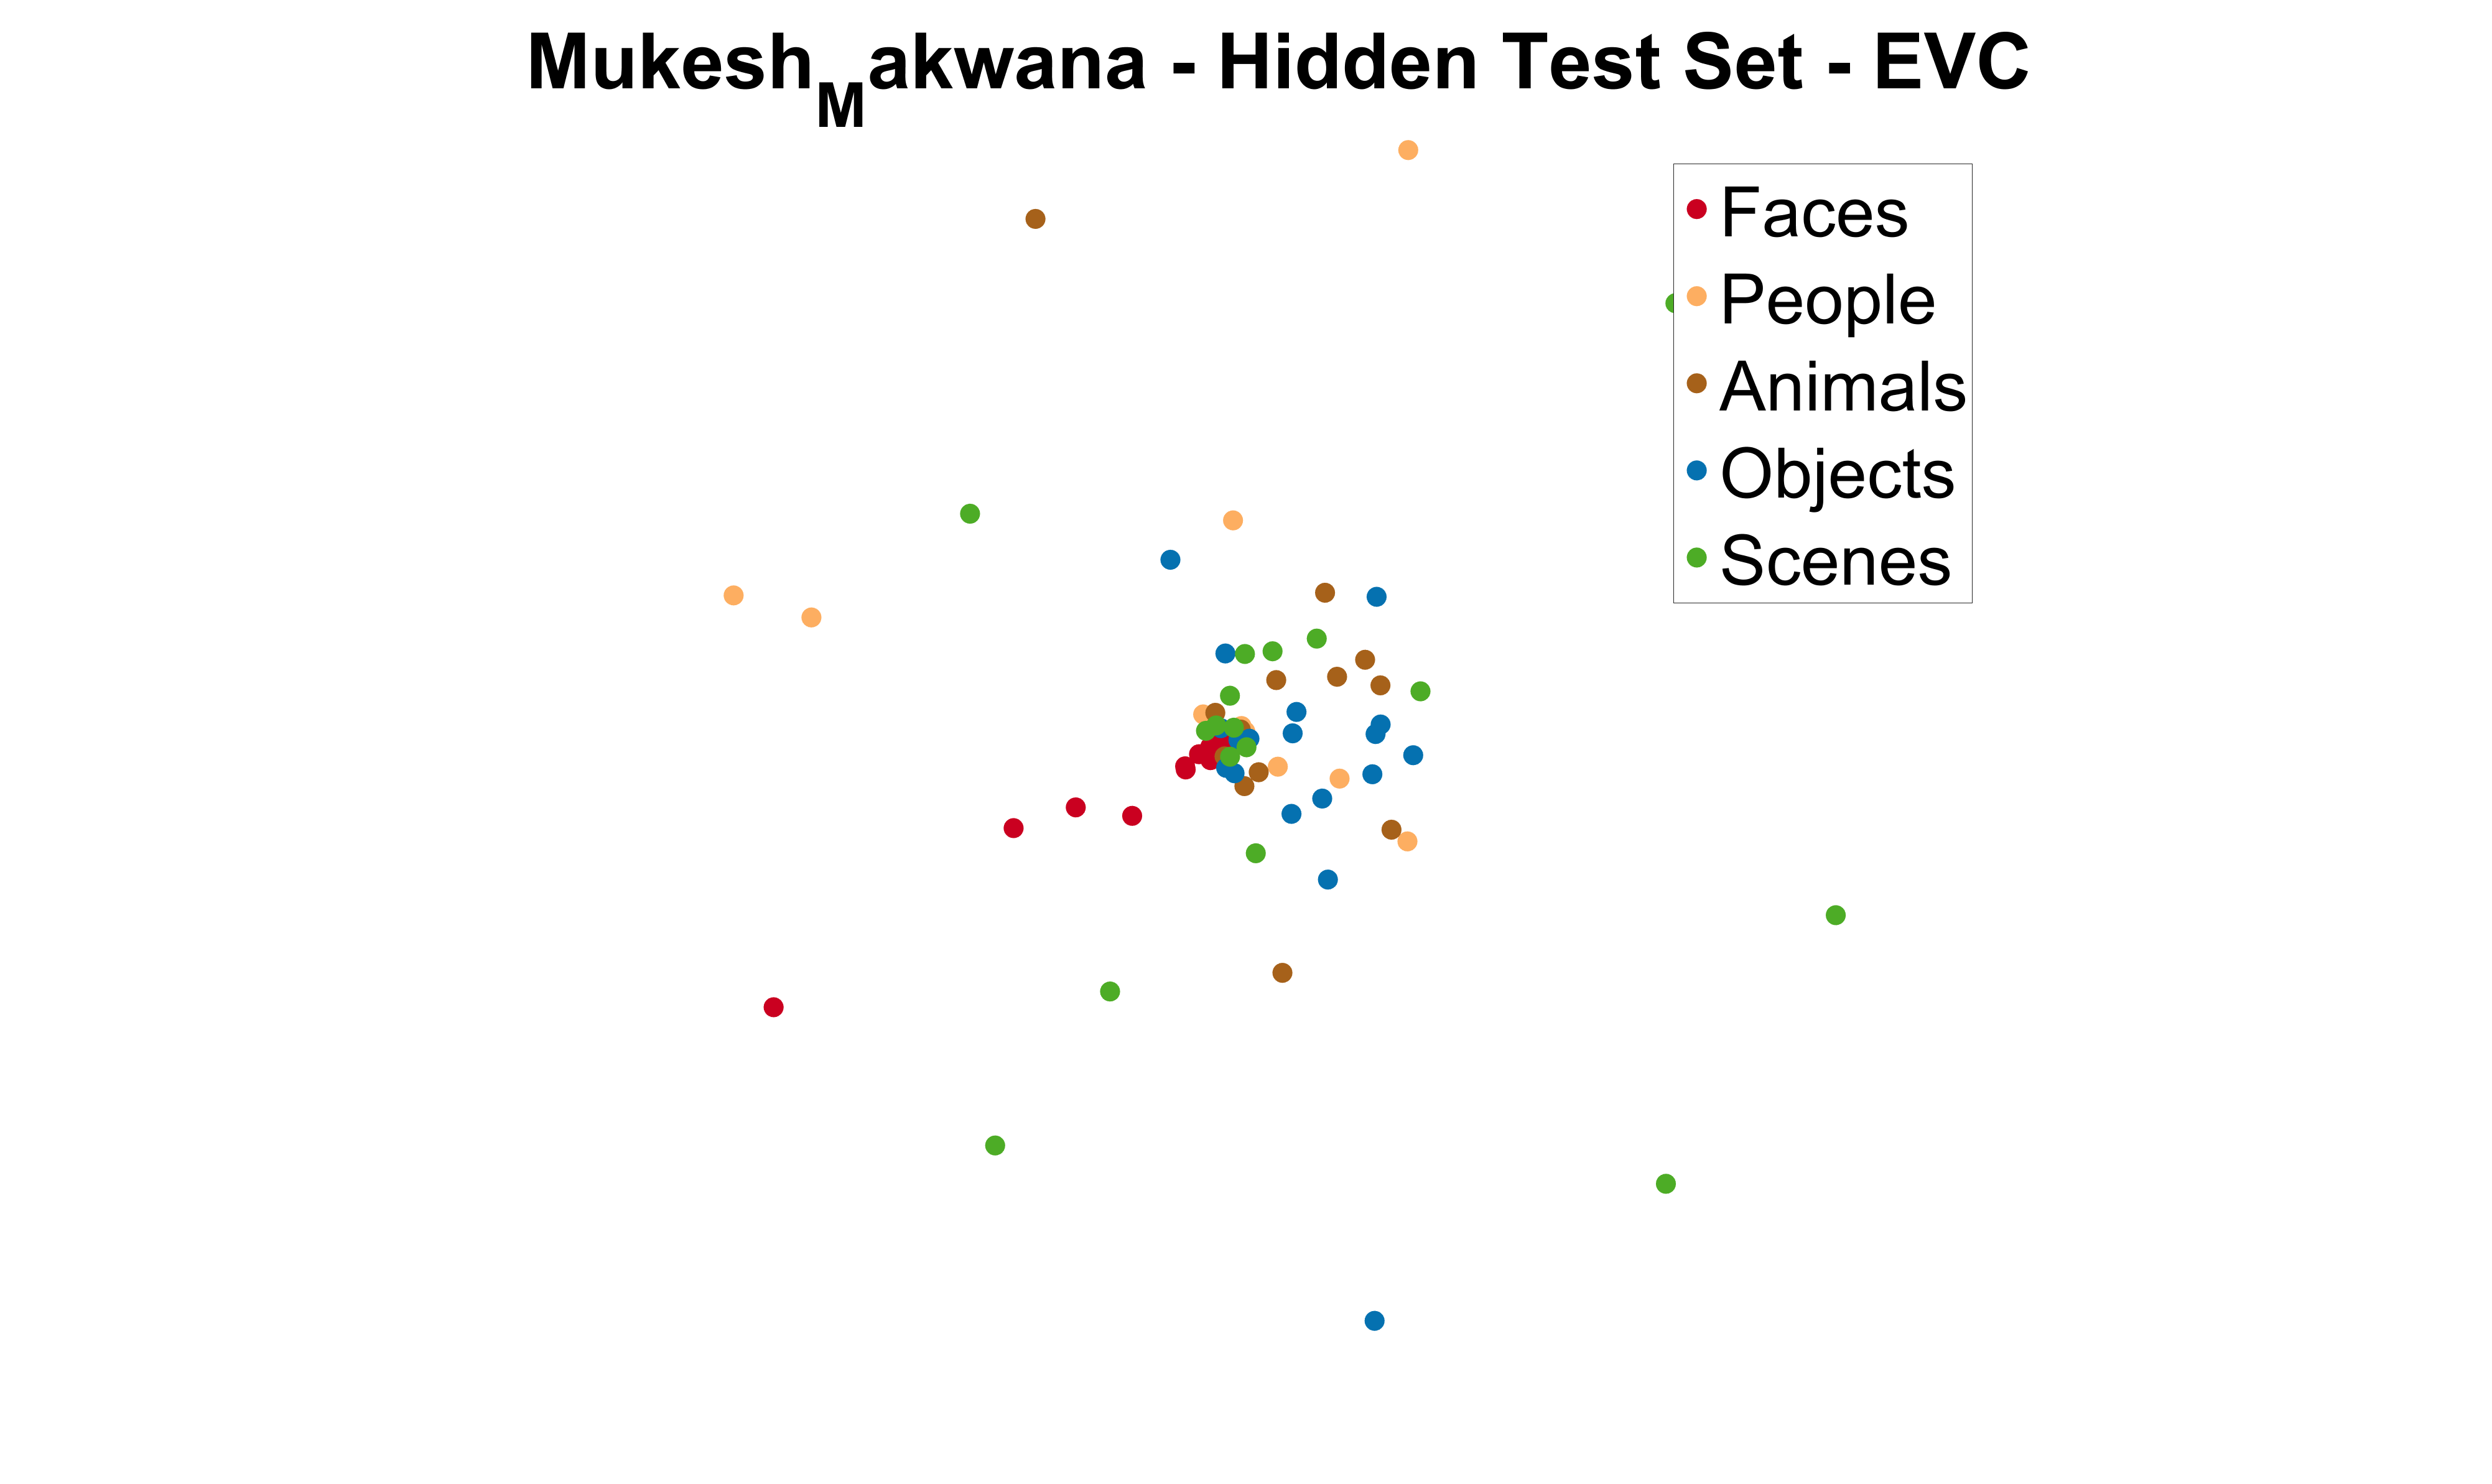 Mukesh_Makwana - Hidden Test Set - EVC
Faces
People
Animals
Objects
Scenes